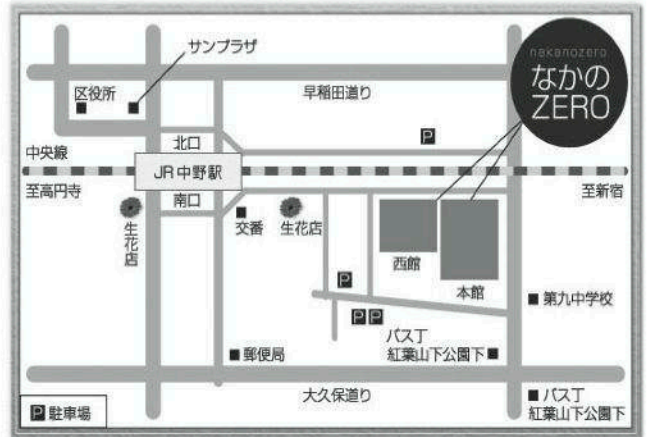 サンプラザ
nakanozero
なかの
ZERO
区役所
早稲田通り
P
北口
中央線
JR中野駅
至高円寺
南口
至新宿
生花店
交番
生花店
西館
本館
P
第九中学校
P P
バス丁
紅葉山下公園下
郵便局
大久保道り
P 駐車場
バス丁
紅葉山下公園下